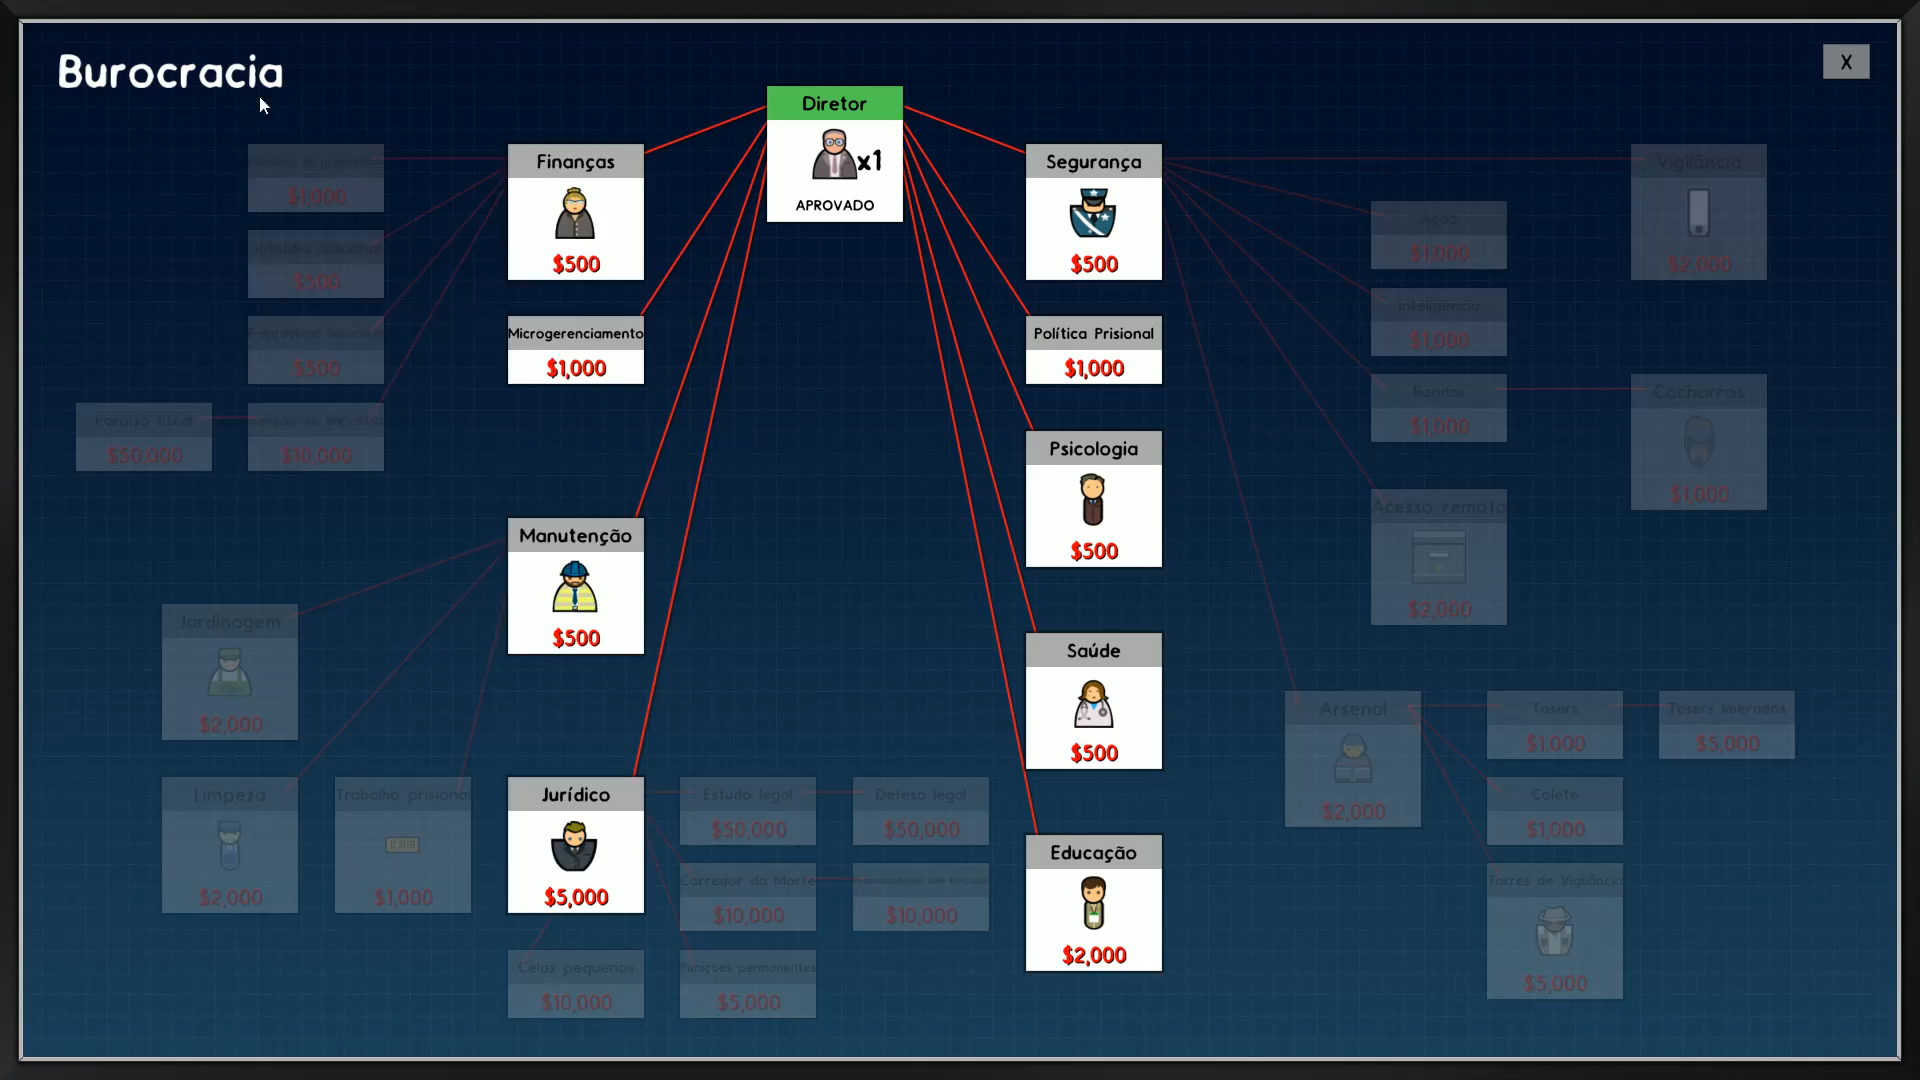 Burocracia
X
Diretor
x1
APROVADO
Finanças
$500
Segurança
$500
Microgerenciamento
$1,000
Política Prisional
$1,000
Psicologia
$500
Manutenção
$500
Saúde
$500
Jurídico
$5,000
Educação
$2,000
$1,000
Subsídio adicional
$500
Empréstimo bancário
$500
Paraíso fiscal
$50,000
$10,000
Jardinagem
$2,000
Limpeza
$2,000
Trabalho prisional
$1,000
Estudo legal
$50,000
Defesa legal
$50,000
Corredor da Morte
$10,000
$10,000
Celas pequenas
$10,000
Punições permanentes
$5,000
Vigilância
$2,000
Ação
$1,000
Inteligência
$1,000
Rondas
$1,000
Cachorros
$1,000
Acesso remoto
$2,000
Arsenal
$2,000
Tasers
$1,000
Tasers liberados
$5,000
Colete
$1,000
Torres de Vigilância
$5,000